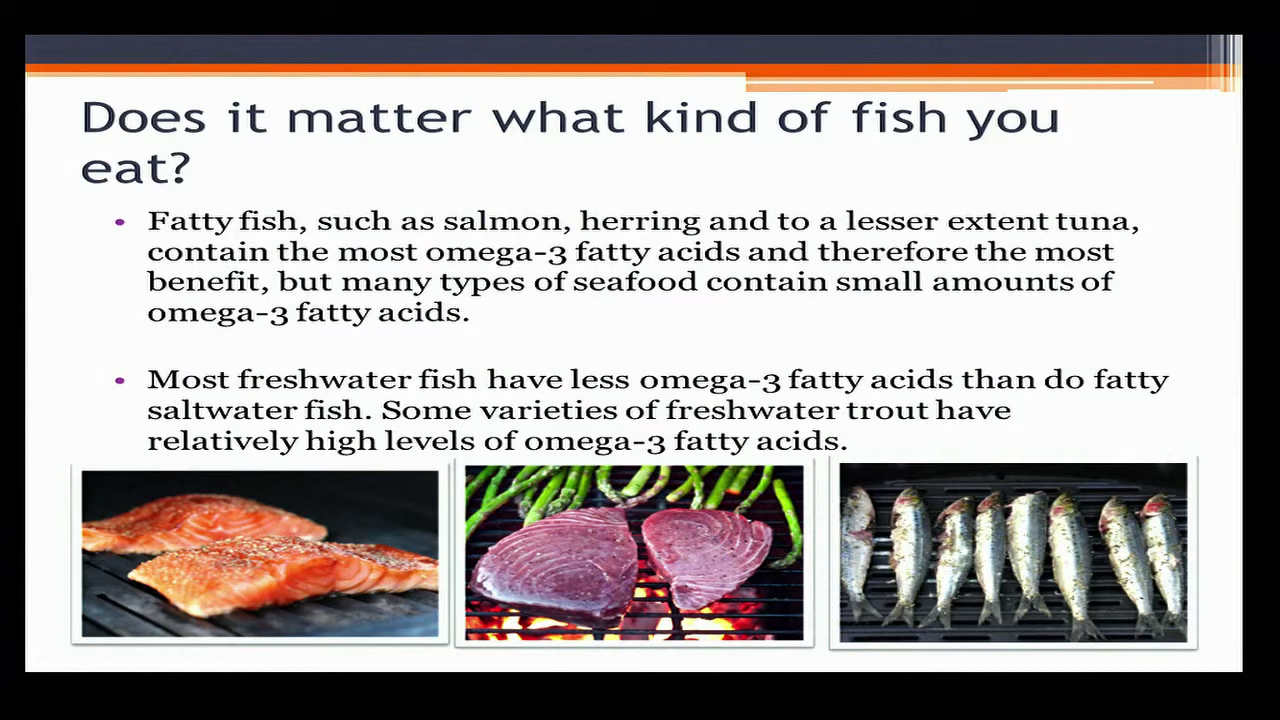 Does it matter what kind of fish you
eat?
• Fatty fish, such as salmon, herring and to a lesser extent tuna,
contain the most omega-3 fatty acids and therefore the most
benefit, but many types of seafood contain small amounts of
omega-3 fatty acids.
• Most freshwater fish have less omega-3 fatty acids than do fatty
saltwater fish. Some varieties of freshwater trout have
relatively high levels of omega-3 fatty acids.